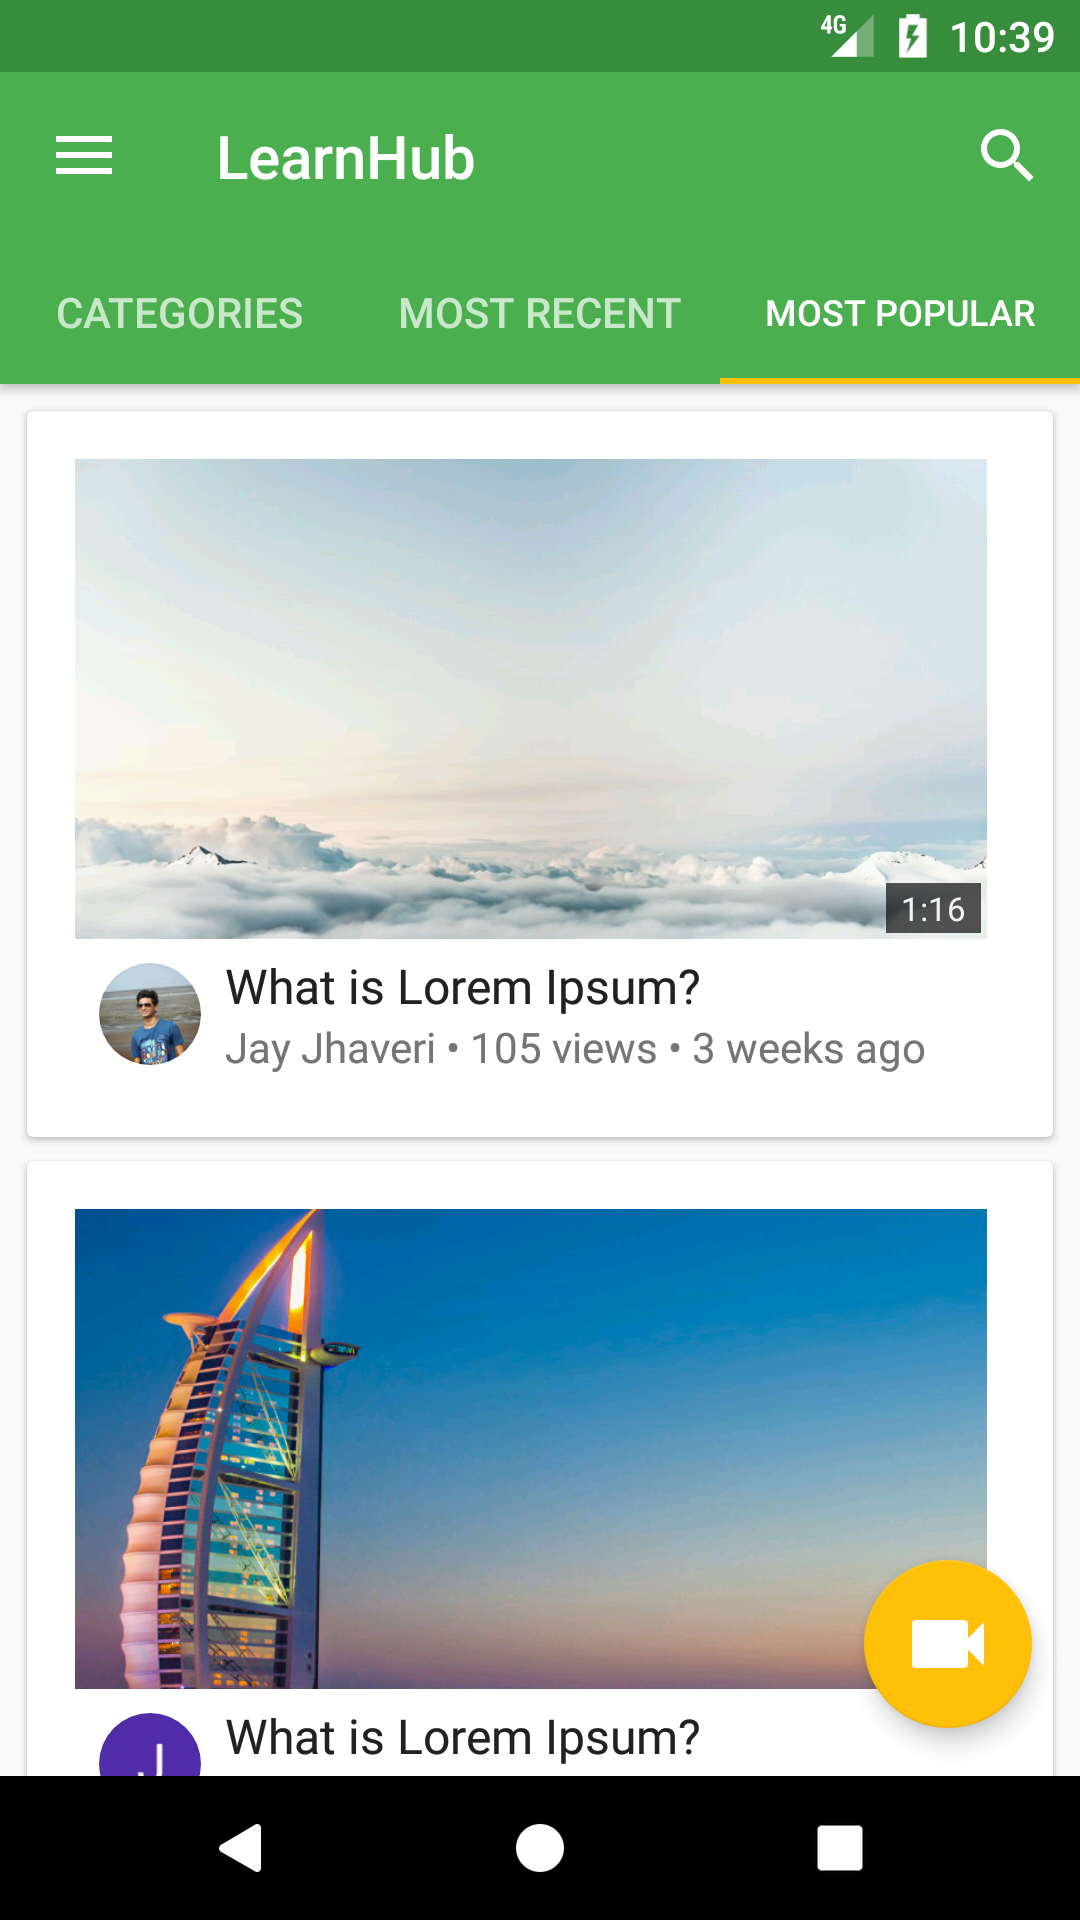 4G 10:39
LearnHub
CATEGORIES MOST RECENT MOST POPULAR
1:16
What is Lorem Ipsum?
Jay Jhaveri • 105 views • 3 weeks ago
What is Lorem Ipsum?
J